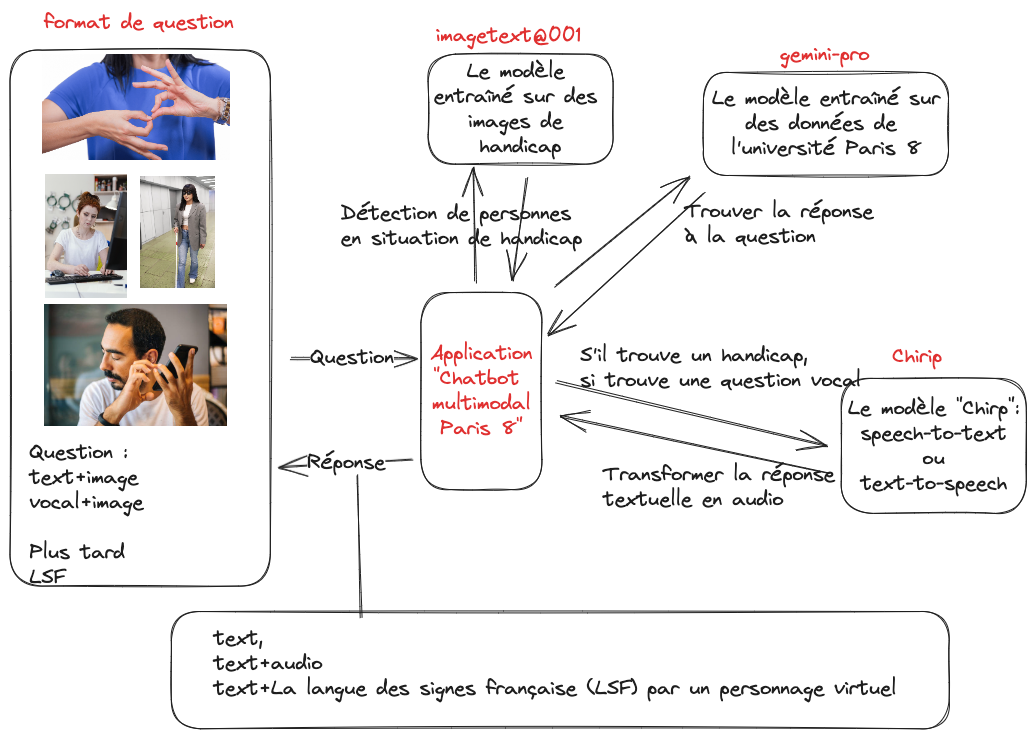 format de question
Question :
text+image
vocal+image
Plus tard
LSF
imagetext@001
Le modèle
entraîné sur des
images de
handicap
gemini-pro
Le modèle entraîné sur
des données de
l'université Paris 8
Détection de personnes
en situation de handicap
Trouver la réponse
à la question
Question
Application
"Chatbot
multimodal
Paris 8"
Réponse
S'il trouve un handicap,
si trouve une question vocal
Chirip
Le modèle "Chirp":
speech-to-text
ou
text-to-speech
Transformer la réponse
textuelle en audio
text,
text+audio
text+La langue des signes française (LSF) par un personnage virtuel